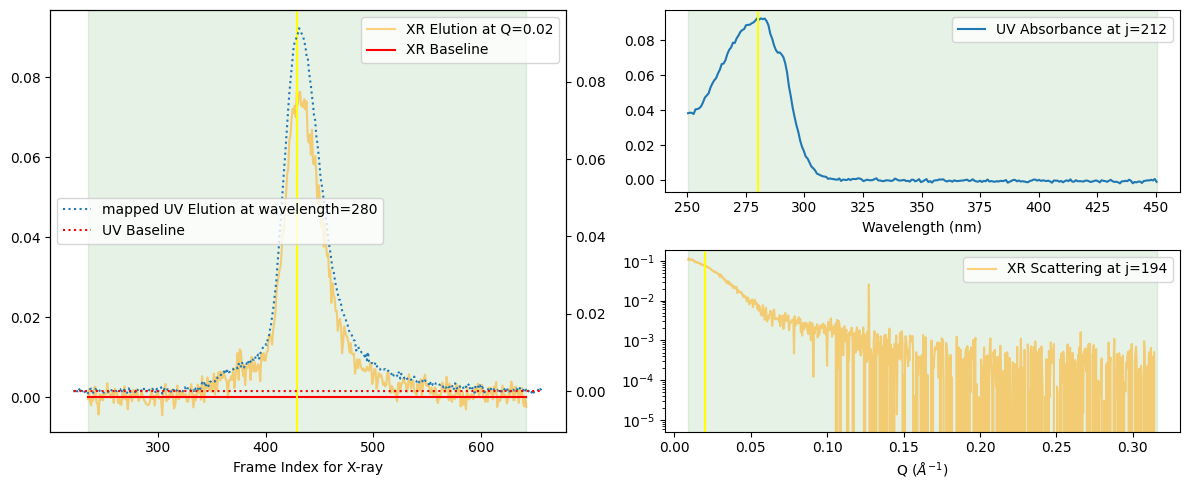 XR Elution at Q=0.02
XR Baseline
mapped UV Elution at wavelength=280
UV Baseline
0.08
0.06
0.04
0.02
0.00
0.08
0.06
0.04
0.02
0.00
300 400 500 600
Frame Index for X-ray
UV Absorbance at j=212
0.08
0.06
0.04
0.02
0.00
250 275 300 325 350 375 400 425 450
Wavelength (nm)
XR Scattering at j=194
10⁻¹
10⁻²
10⁻³
10⁻⁴
10⁻⁵
0.00 0.05 0.10 0.15 0.20 0.25 0.30
Q (Å⁻¹)